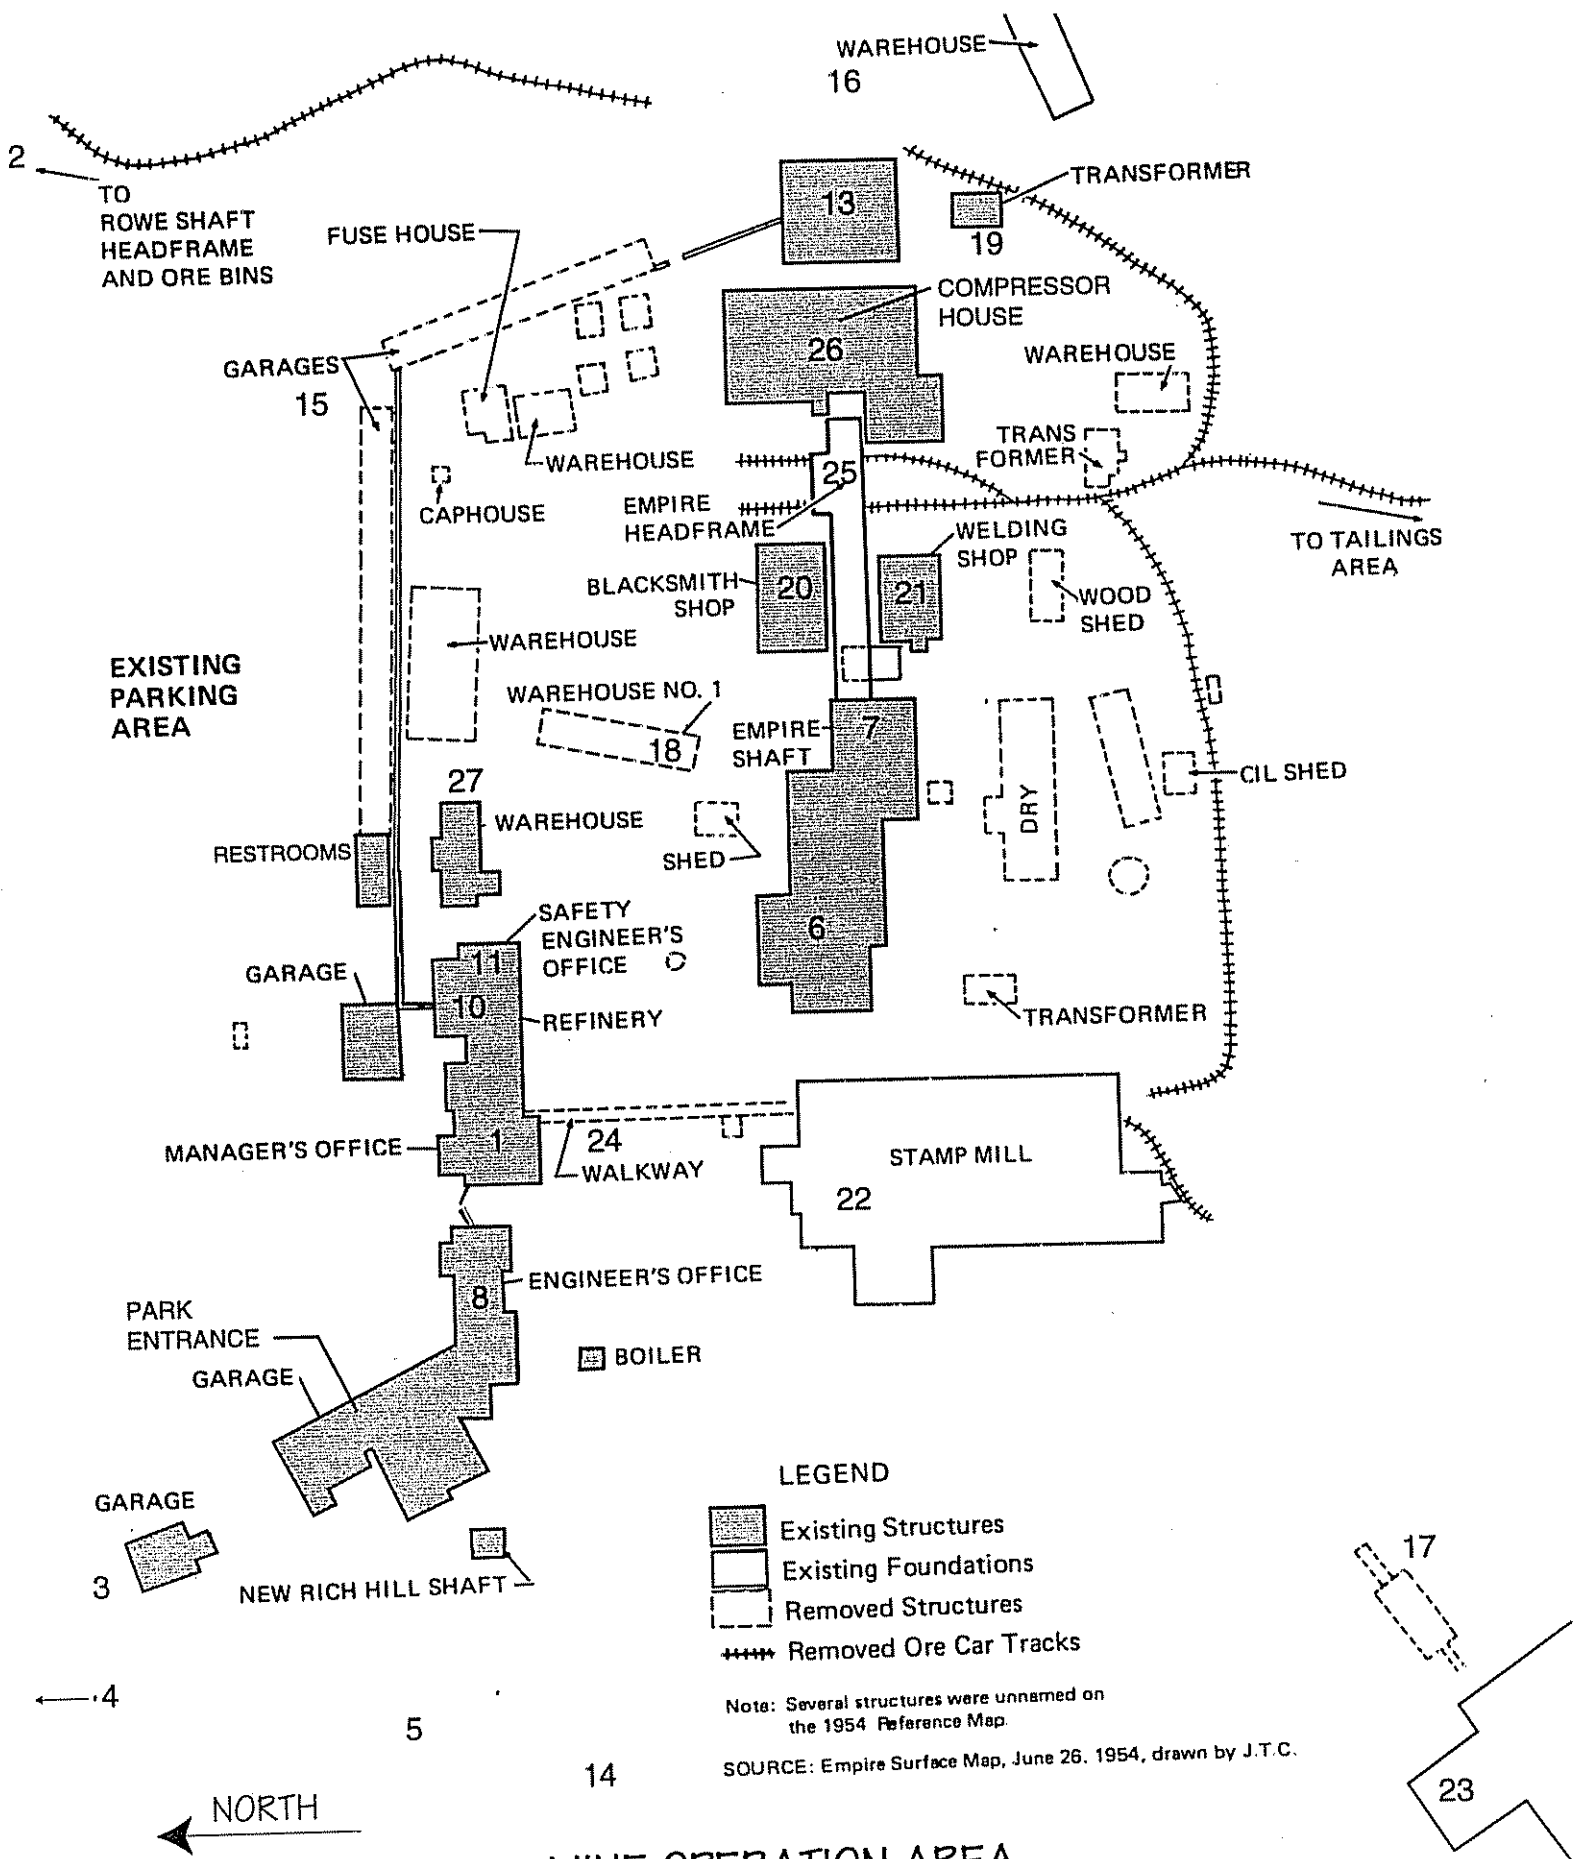 WAREHOUSE
16
2
TO
ROWE SHAFT
HEADFRAME
AND ORE BINS
13
TRANSFORMER
19
FUSE HOUSE
COMPRESSOR
HOUSE
26
WAREHOUSE
GARAGES
15
WAREHOUSE
CAPHOUSE
TRANS
FORMER
25
EMPIRE
HEADFRAME
WELDING
SHOP
TO TAILINGS
AREA
BLACKSMITH
SHOP
20
21
WOOD
SHED
WAREHOUSE
EXISTING
PARKING
AREA
WAREHOUSE NO. 1
18
EMPIRE
SHAFT
7
CIL SHED
DRY
27
WAREHOUSE
RESTROOMS
SHED
SAFETY
ENGINEER'S
OFFICE
6
11
GARAGE
10
REFINERY
TRANSFORMER
MANAGER'S OFFICE
1
24
WALKWAY
STAMP MILL
22
ENGINEER'S OFFICE
8
PARK
ENTRANCE
GARAGE
BOILER
GARAGE
3
NEW RICH HILL SHAFT
LEGEND
Existing Structures
Existing Foundations
Removed Structures
Removed Ore Car Tracks
Note: Several structures were unnamed on
the 1954 Reference Map.
SOURCE: Empire Surface Map, June 26. 1954, drawn by J.T.C.
17
23
4
5
14
NORTH
MINE OPERATION AREA